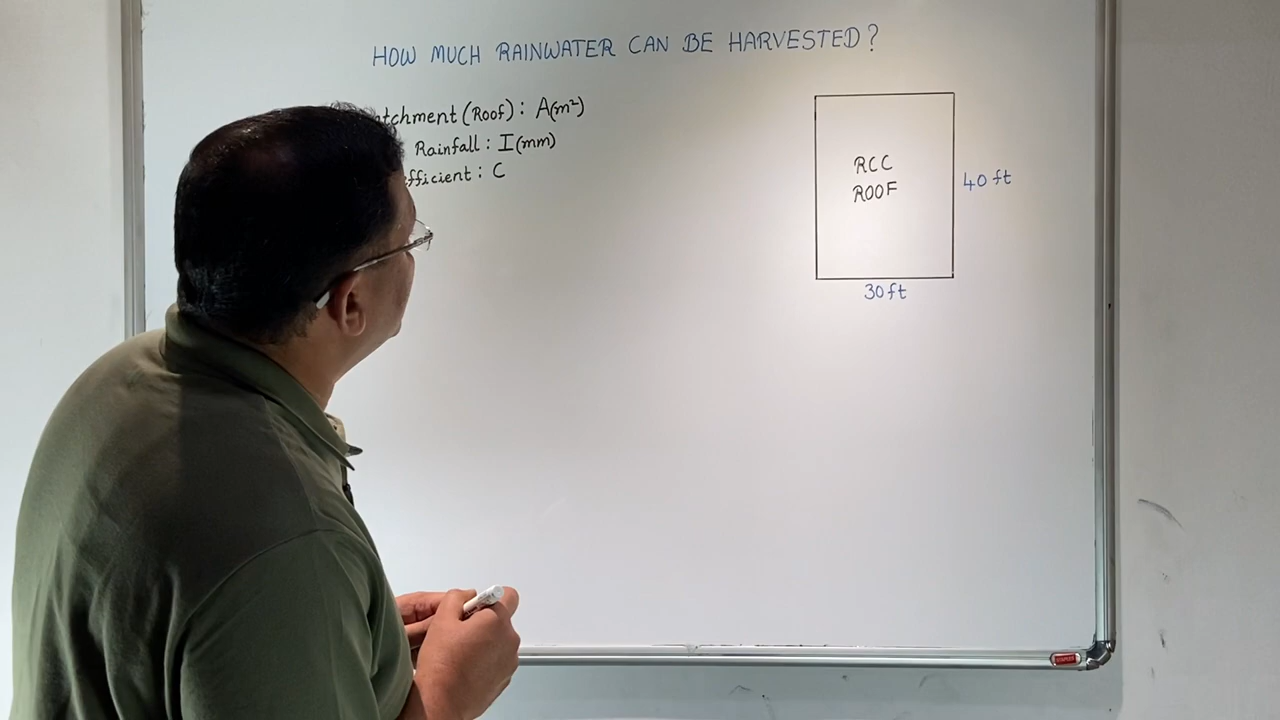 HOW MUCH RAINWATER CAN BE HARVESTED?
tchment (Roof) : A(m²)
Rainfall : I(mm)
fficient : C
RCC
ROOF
40 ft
30 ft